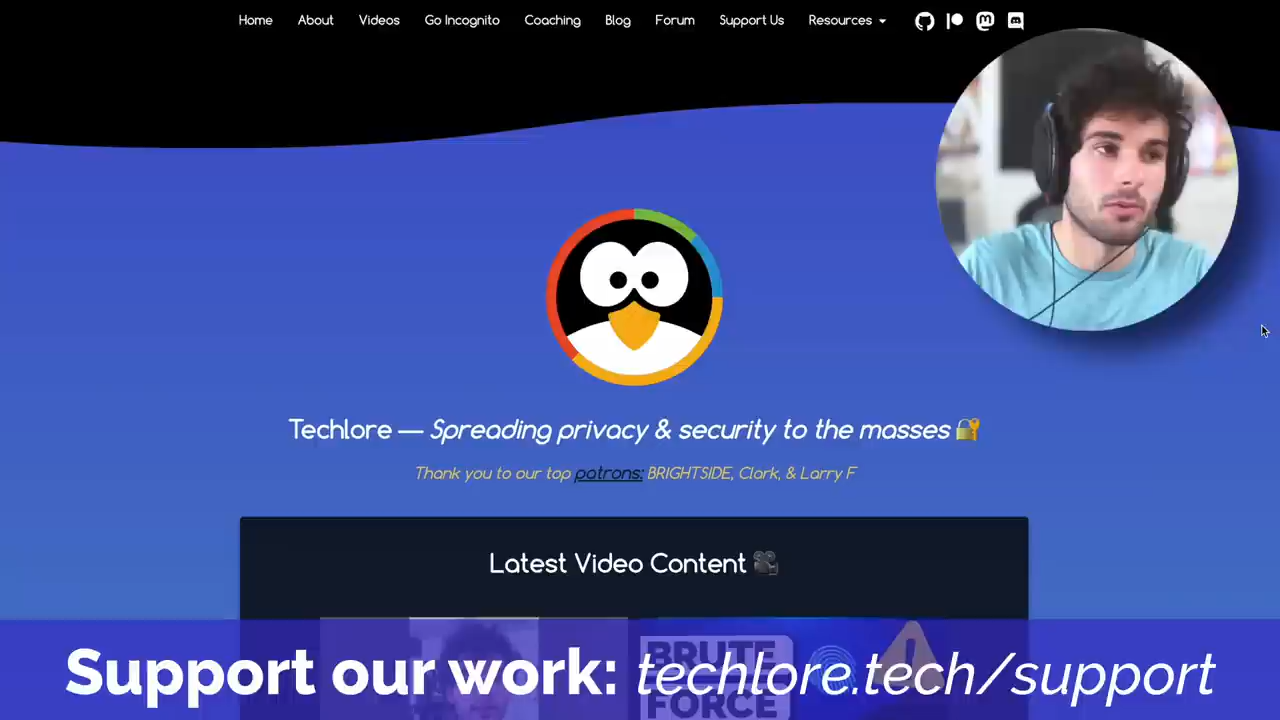 Home About Videos Go Incognito Coaching Blog Forum Support Us Resources
Techlore — Spreading privacy & security to the masses
Thank you to our top patrons: BRIGHTSIDE, Clark, & Larry F
Latest Video Content
BRUTE
FORCE
Support our work: techlore.tech/support